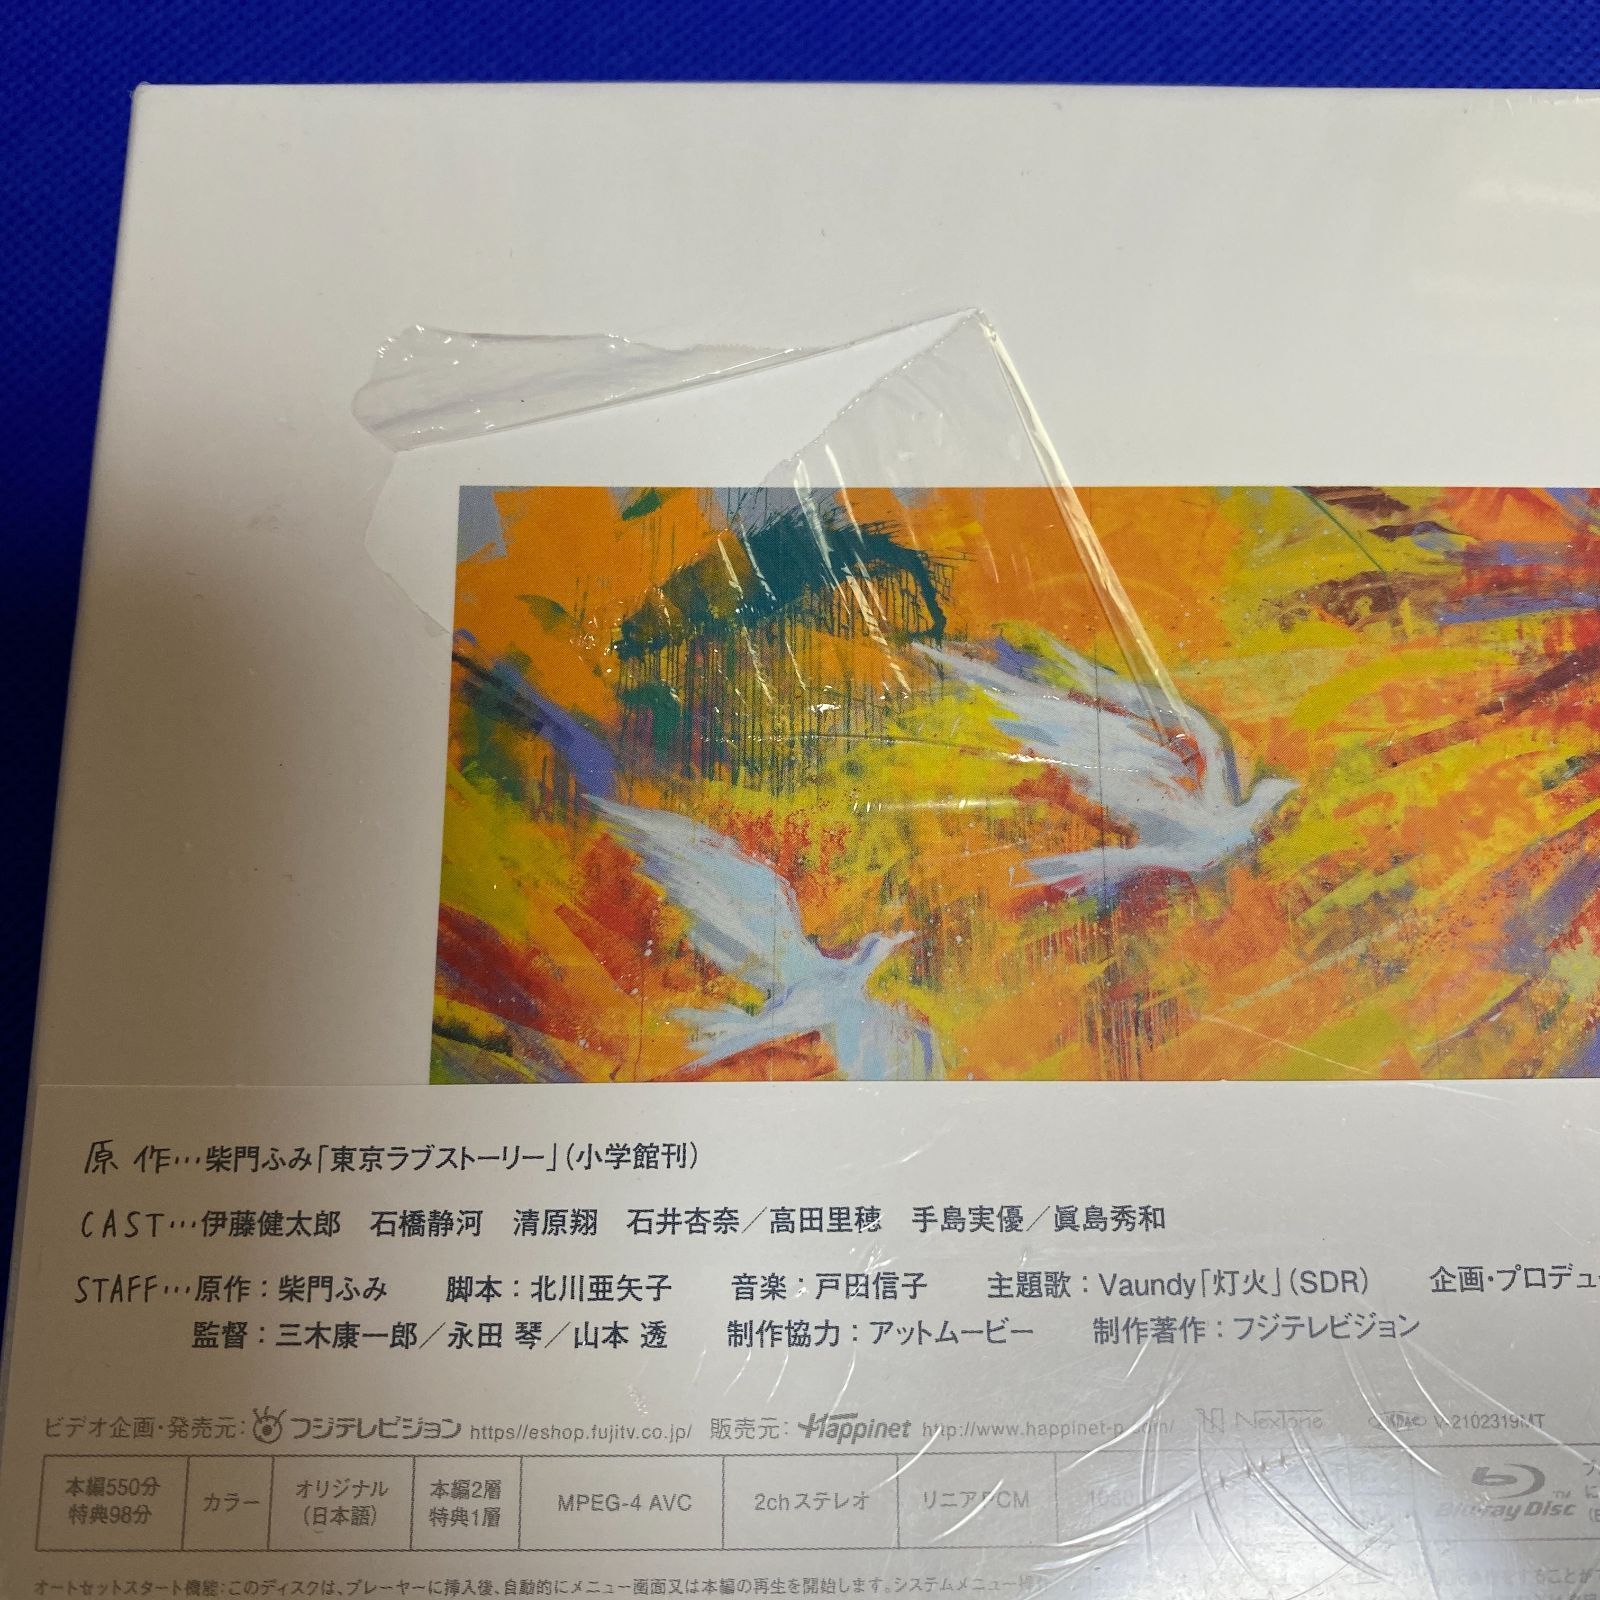 原 作…柴門ふみ「東京ラブストーリー」(小学館刊)
CAST…伊藤健太郎 石橋静河 清原翔 石井杏奈/高田里穂 手島実優/眞島秀和
STAFF…原作：柴門ふみ 脚本：北川亜矢子 音楽：戸田信子 主題歌：Vaundy「灯火」(SDR) 企画・プロデュ
監督：三木康一郎/永田 琴/山本 透 制作協力：アットムービー 制作著作：フジテレビジョン
ビデオ企画・発売元：フジテレビジョン https//eshop.fujitv.co.jp/ 販売元：Happinet http://www.happinet-p.com/ NexTone V-2102319MT
本編550分 特典98分 カラー オリジナル (日本語) 本編2層 特典1層 MPEG-4 AVC 2chステレオ リニアPCM Blu-ray Disc
オートセットスタート機能：このディスクは、プレーヤーに挿入後、自動的にメニュー画面又は本編の再生を開始します。システムメニュー